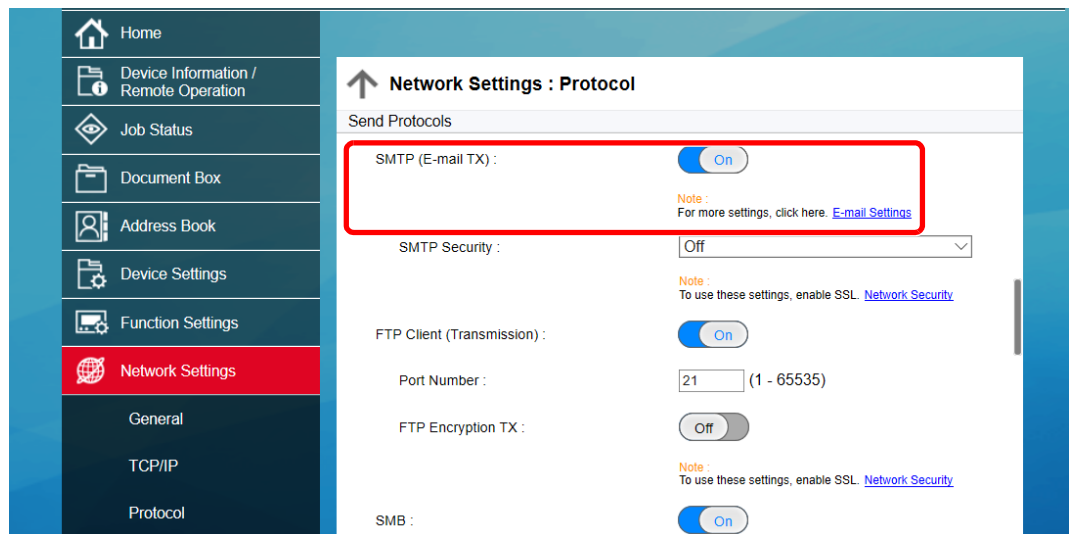 Home
Device Information /
Remote Operation
Job Status
Document Box
Address Book
Device Settings
Function Settings
Network Settings
General
TCP/IP
Protocol
Network Settings : Protocol
Send Protocols
SMTP (E-mail TX) : On
Note :
For more settings, click here. E-mail Settings
SMTP Security : Off
Note :
To use these settings, enable SSL. Network Security
FTP Client (Transmission) : On
Port Number : 21 (1 - 65535)
FTP Encryption TX : Off
Note :
To use these settings, enable SSL. Network Security
SMB : On